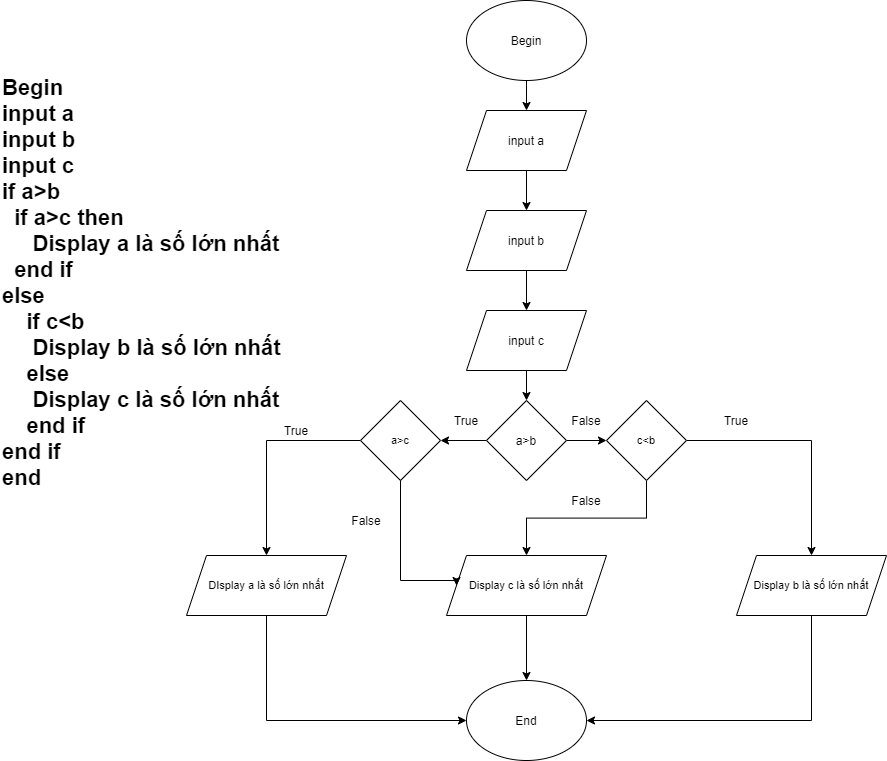 Begin
input a
input b
input c
if a>b
if a>c then
Display a là số lớn nhất
end if
else
if c<b
Display b là số lớn nhất
else
Display c là số lớn nhất
end if
end if
end
Begin
input a
input b
input c
True
a>c
True
a>b
False
c<b
True
False
False
DIsplay a là số lớn nhất
Display c là số lớn nhất
Display b là số lớn nhất
End